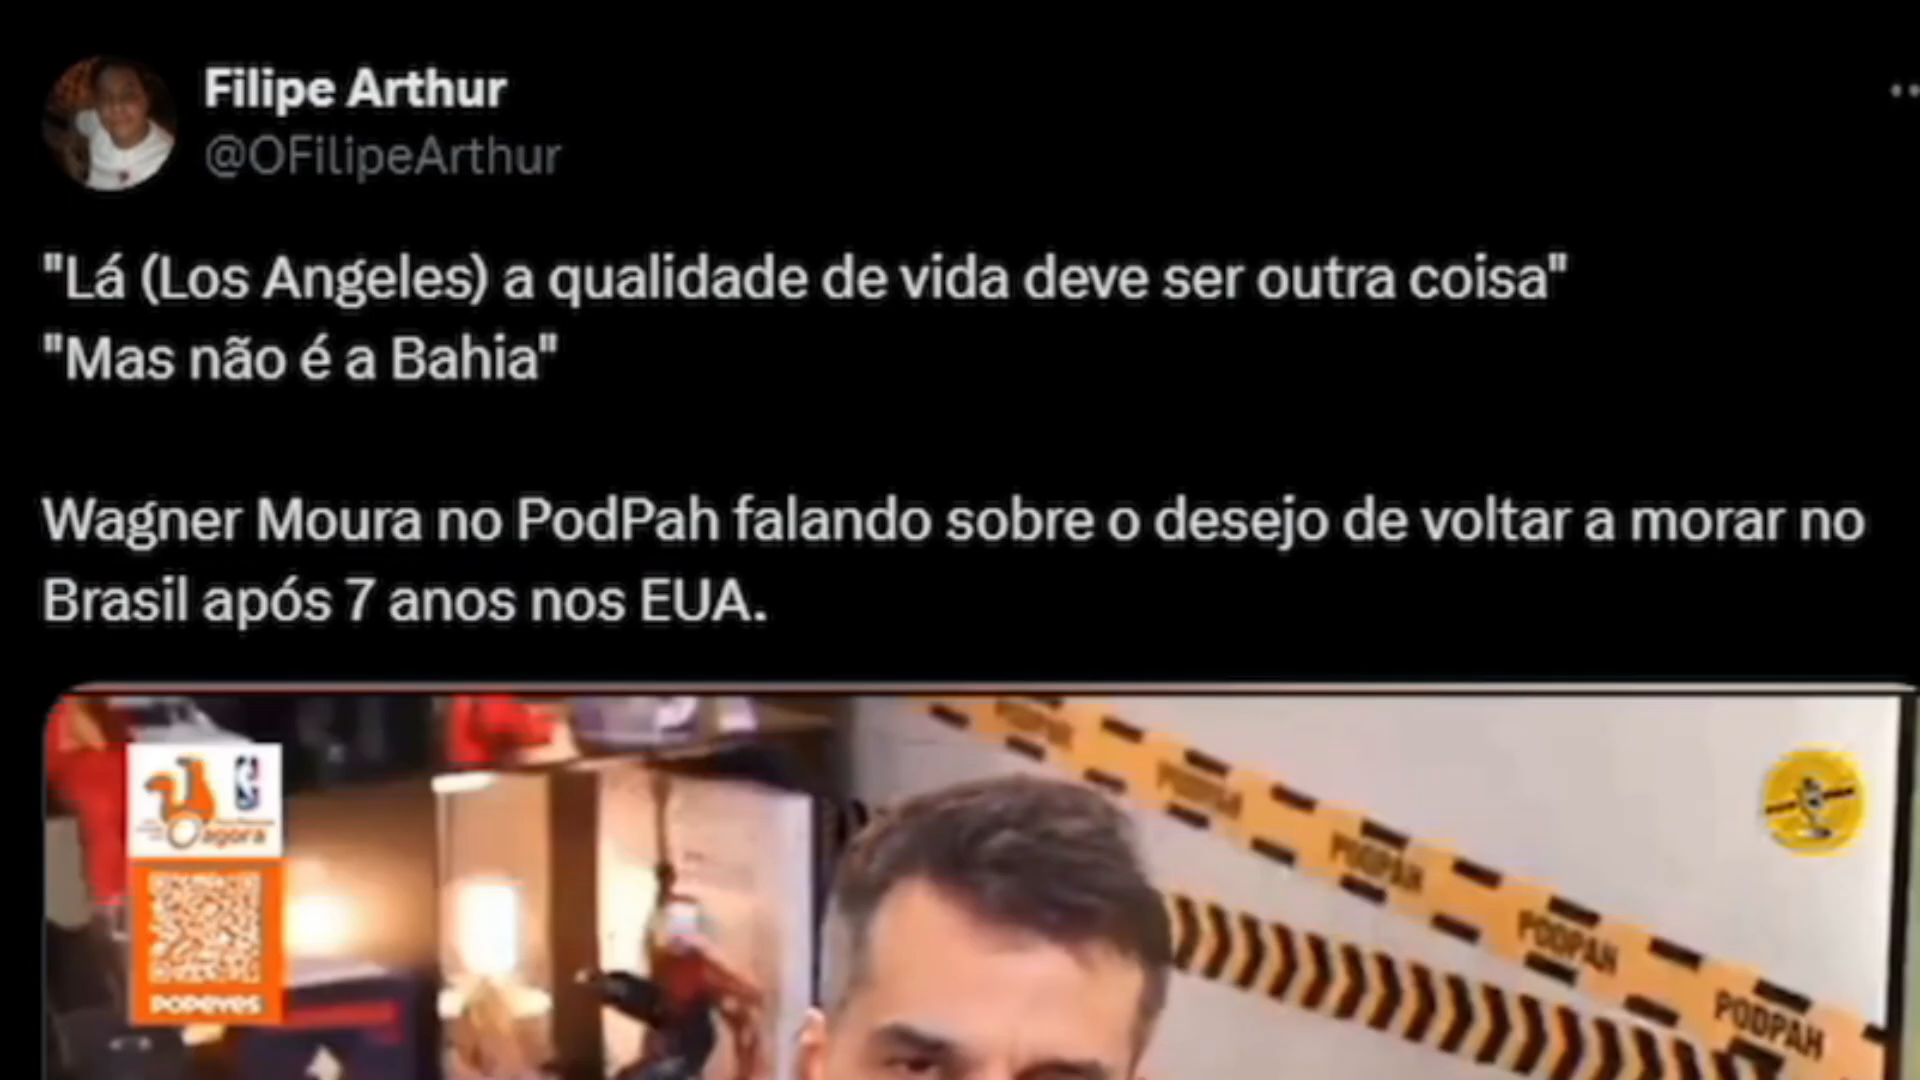 Filipe Arthur
@OFilipeArthur
"Lá (Los Angeles) a qualidade de vida deve ser outra coisa"
"Mas não é a Bahia"
Wagner Moura no PodPah falando sobre o desejo de voltar a morar no
Brasil após 7 anos nos EUA.
agora
POPEYES
PODPAH
PODPAH
PODPAH
PODPAH
PODPAH